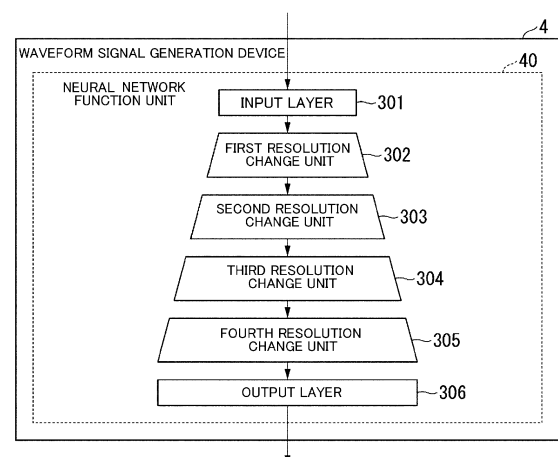 4
WAVEFORM SIGNAL GENERATION DEVICE
40
NEURAL NETWORK
FUNCTION UNIT
INPUT LAYER
301
FIRST RESOLUTION
CHANGE UNIT
302
SECOND RESOLUTION
CHANGE UNIT
303
THIRD RESOLUTION
CHANGE UNIT
304
FOURTH RESOLUTION
CHANGE UNIT
305
OUTPUT LAYER
306